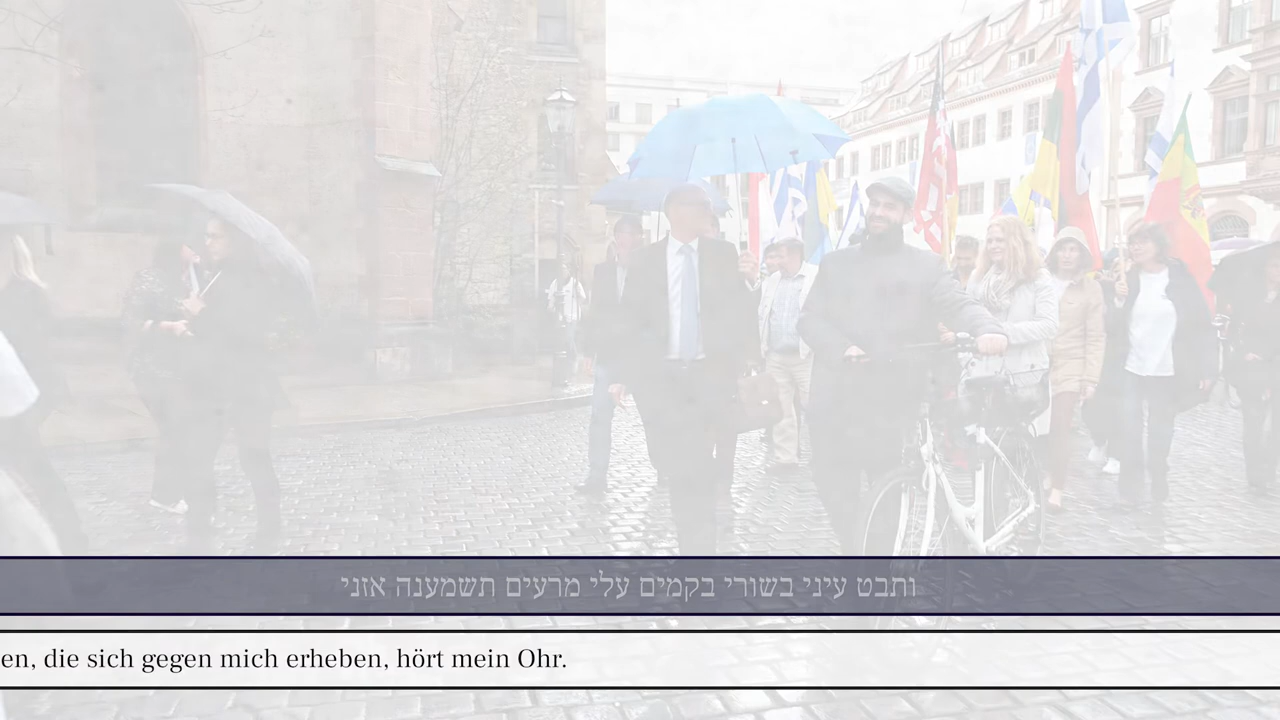 ותבט עיני בשורי בקמים עלי מרעים תשמענה אזני
en, die sich gegen mich erheben, hört mein Ohr.